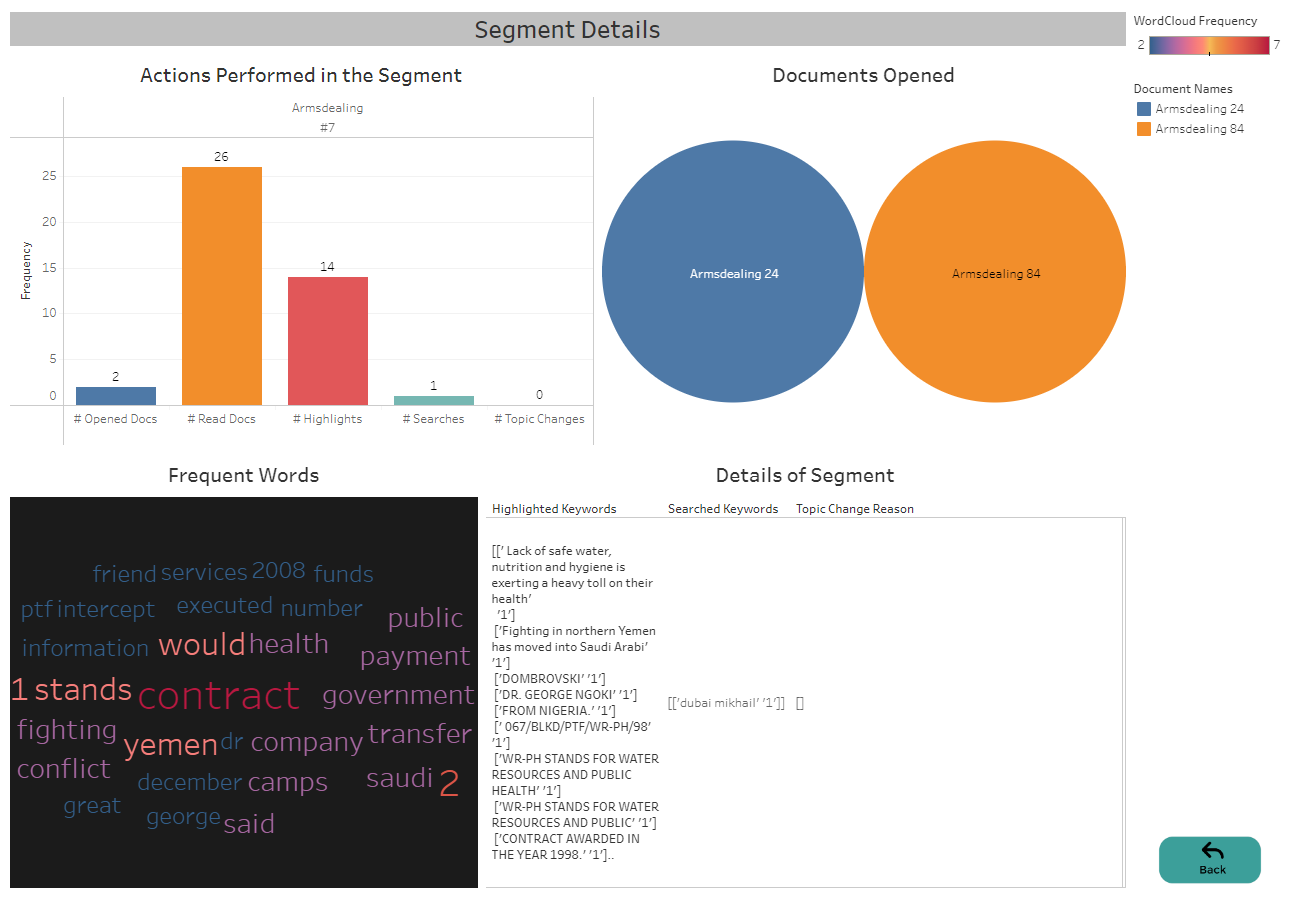 Segment Details
WordCloud Frequency
2 7
Document Names
Armsdealing 24
Armsdealing 84
Actions Performed in the Segment
Armsdealing
#7
Frequency
25
20
15
10
5
0
2
26
14
1
0
# Opened Docs
# Read Docs
# Highlights
# Searches
# Topic Changes
Documents Opened
Armsdealing 24
Armsdealing 84
Frequent Words
friend services 2008 funds
ptf intercept executed number
public
information would health
payment
1 stands contract government
fighting yemen dr company transfer
conflict december camps saudi 2
great george said
Details of Segment
Highlighted Keywords Searched Keywords Topic Change Reason
[[' Lack of safe water,
nutrition and hygiene is
exerting a heavy toll on their
health'
'1']
['Fighting in northern Yemen
has moved into Saudi Arabi'
'1']
['DOMBROVSKI' '1']
['DR. GEORGE NGOKI' '1']
['FROM NIGERIA.' '1']
[' 067/BLKD/PTF/WR-PH/98'
'1']
['WR-PH STANDS FOR WATER
RESOURCES AND PUBLIC
HEALTH' '1']
['WR-PH STANDS FOR WATER
RESOURCES AND PUBLIC' '1']
['CONTRACT AWARDED IN
THE YEAR 1998.' '1']..
[['dubai mikhail' '1']]
[]
Back